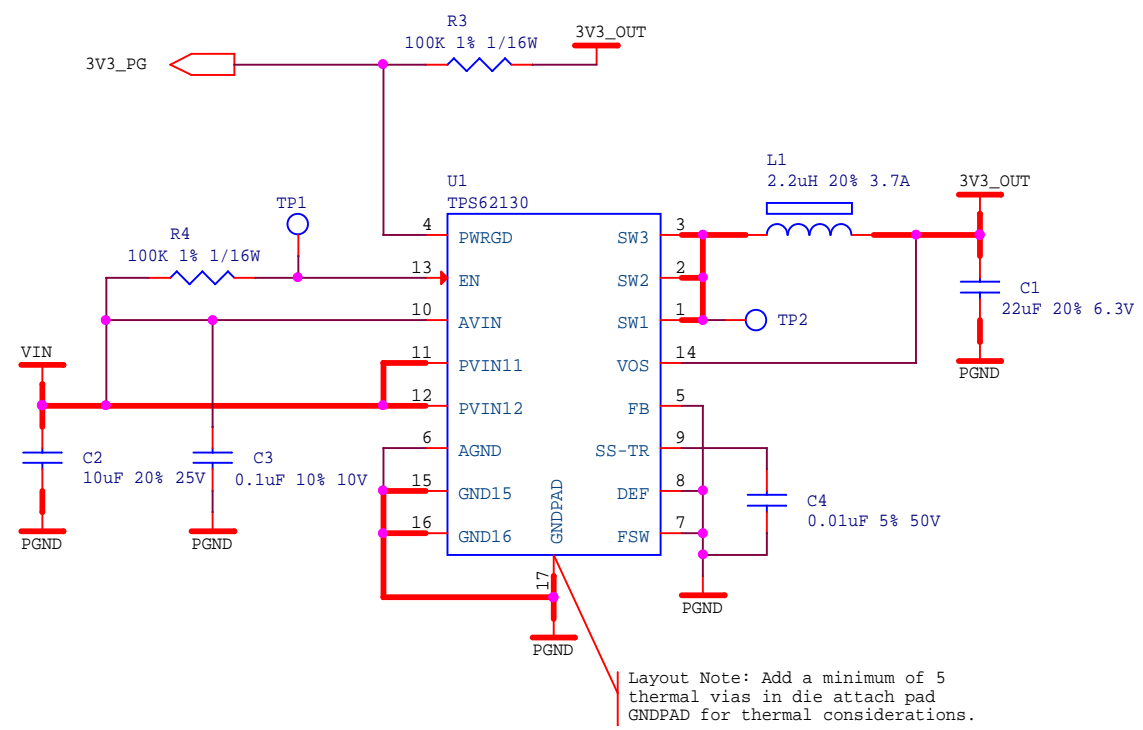 R3
100K 1% 1/16W
3V3_OUT
3V3_PG
L1
2.2uH 20% 3.7A
3V3_OUT
U1
TPS62130
TP1
R4
100K 1% 1/16W
4 PWRGD SW3 3
13 EN SW2 2
10 AVIN SW1 1 TP2
11 PVIN11 VOS 14
12 PVIN12 FB 5
6 AGND SS-TR 9
15 GND15 DEF 8
16 GND16 FSW 7
GNDPAD
17
C1
22uF 20% 6.3V
PGND
VIN
C2
10uF 20% 25V
C3
0.1uF 10% 10V
C4
0.01uF 5% 50V
PGND
PGND
PGND
PGND
Layout Note: Add a minimum of 5
thermal vias in die attach pad
GNDPAD for thermal considerations.